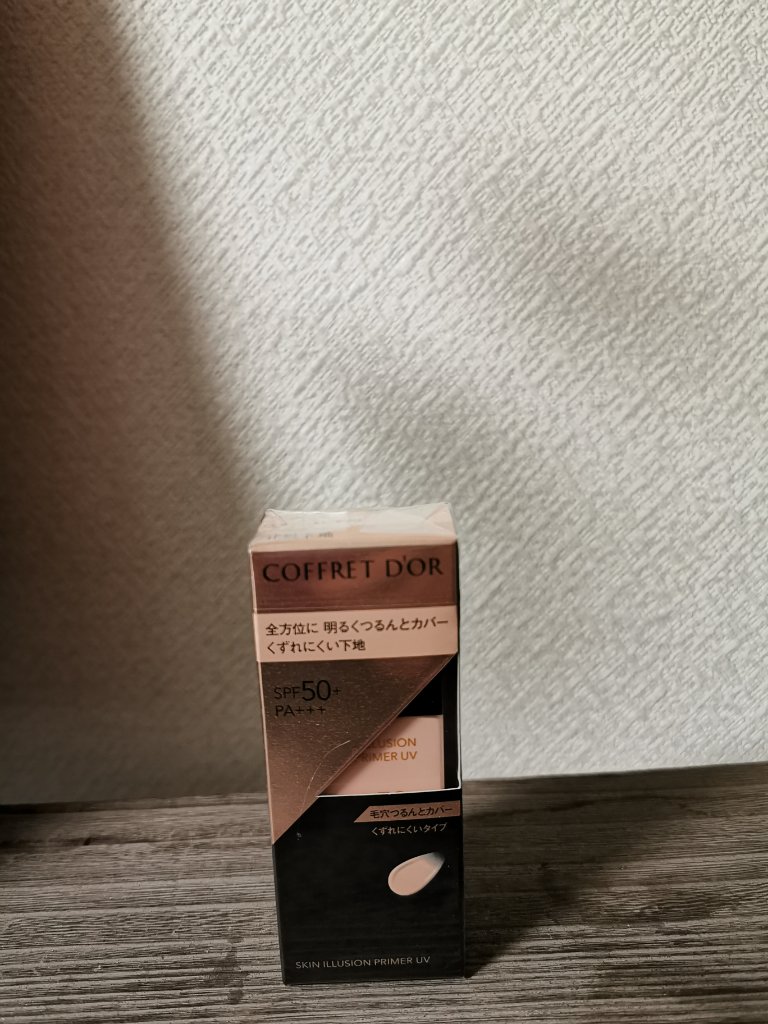 COFFRET D'OR
全方位に 明るくつるんとカバー
くずれにくい下地
SPF50+
PA+++
PRIMER UV
毛穴つるんとカバー
くずれにくいタイプ
SKIN ILLUSION PRIMER UV